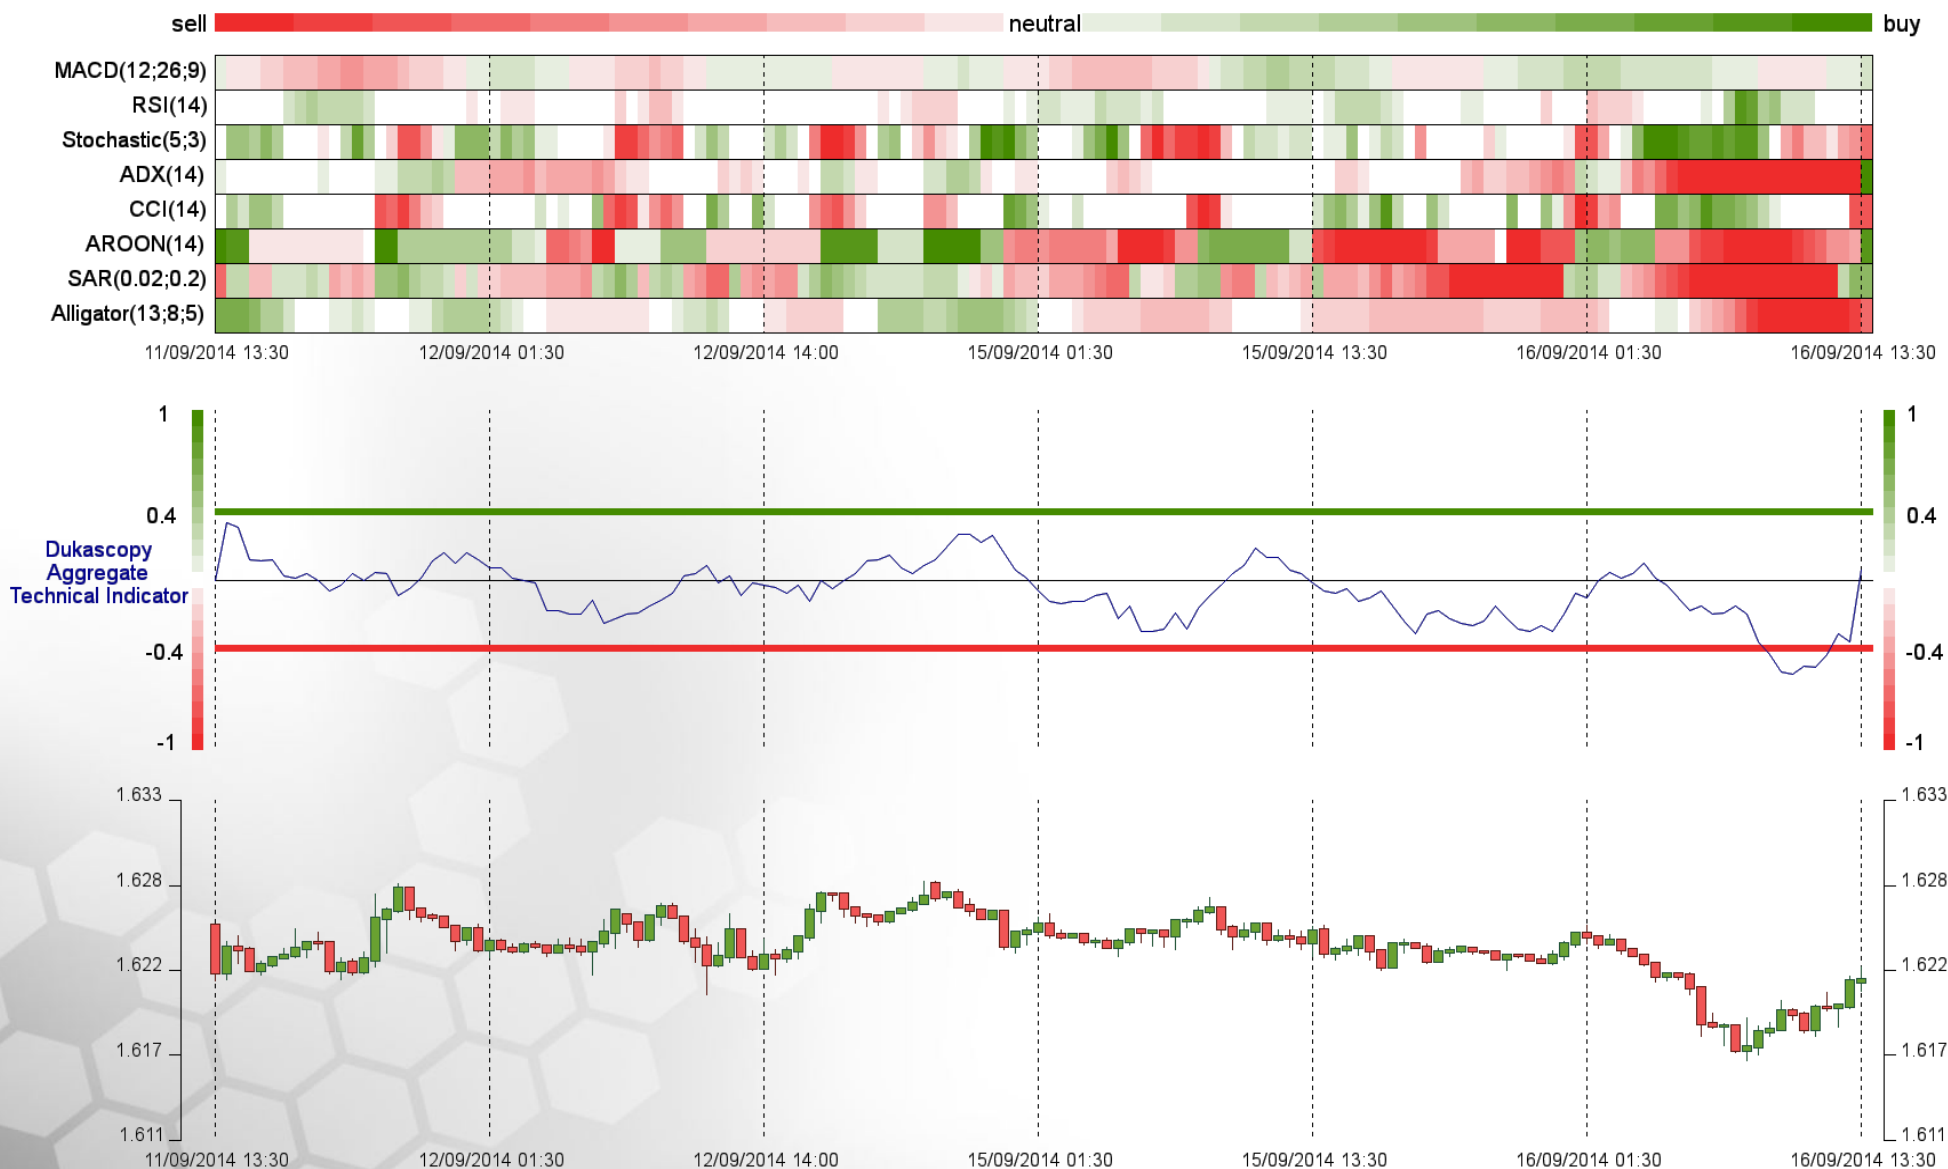 sell neutral buy
MACD(12;26;9)
RSI(14)
Stochastic(5;3)
ADX(14)
CCI(14)
AROON(14)
SAR(0.02;0.2)
Alligator(13;8;5)
11/09/2014 13:30 12/09/2014 01:30 12/09/2014 14:00 15/09/2014 01:30 15/09/2014 13:30 16/09/2014 01:30 16/09/2014 13:30
1 1
0.4 0.4
Dukascopy
Aggregate
Technical Indicator
-0.4 -0.4
-1 -1
1.633 1.633
1.628 1.628
1.622 1.622
1.617 1.617
1.611 1.611
11/09/2014 13:30 12/09/2014 01:30 12/09/2014 14:00 15/09/2014 01:30 15/09/2014 13:30 16/09/2014 01:30 16/09/2014 13:30